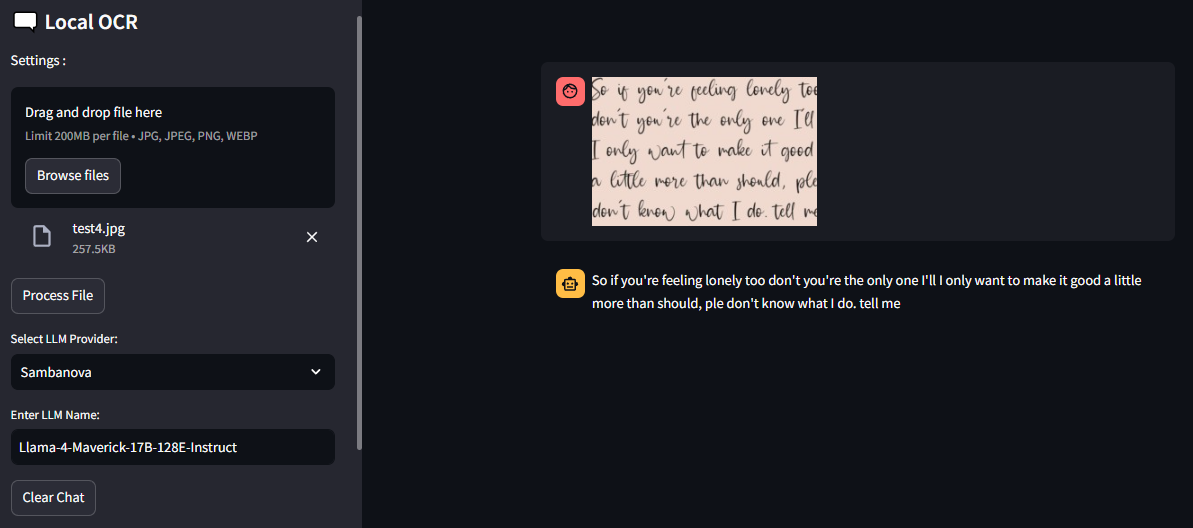 Local OCR
Settings :
Drag and drop file here
Limit 200MB per file • JPG, JPEG, PNG, WEBP
Browse files
test4.jpg
257.5KB
Process File
Select LLM Provider:
Sambanova
Enter LLM Name:
Llama-4-Maverick-17B-128E-Instruct
Clear Chat
So if you're feeling lonely too
don't you're the only one I'll
I only want to make it good
a little more than should, ple
don't know what I do. tell me
So if you're feeling lonely too don't you're the only one I'll I only want to make it good a little
more than should, ple don't know what I do. tell me